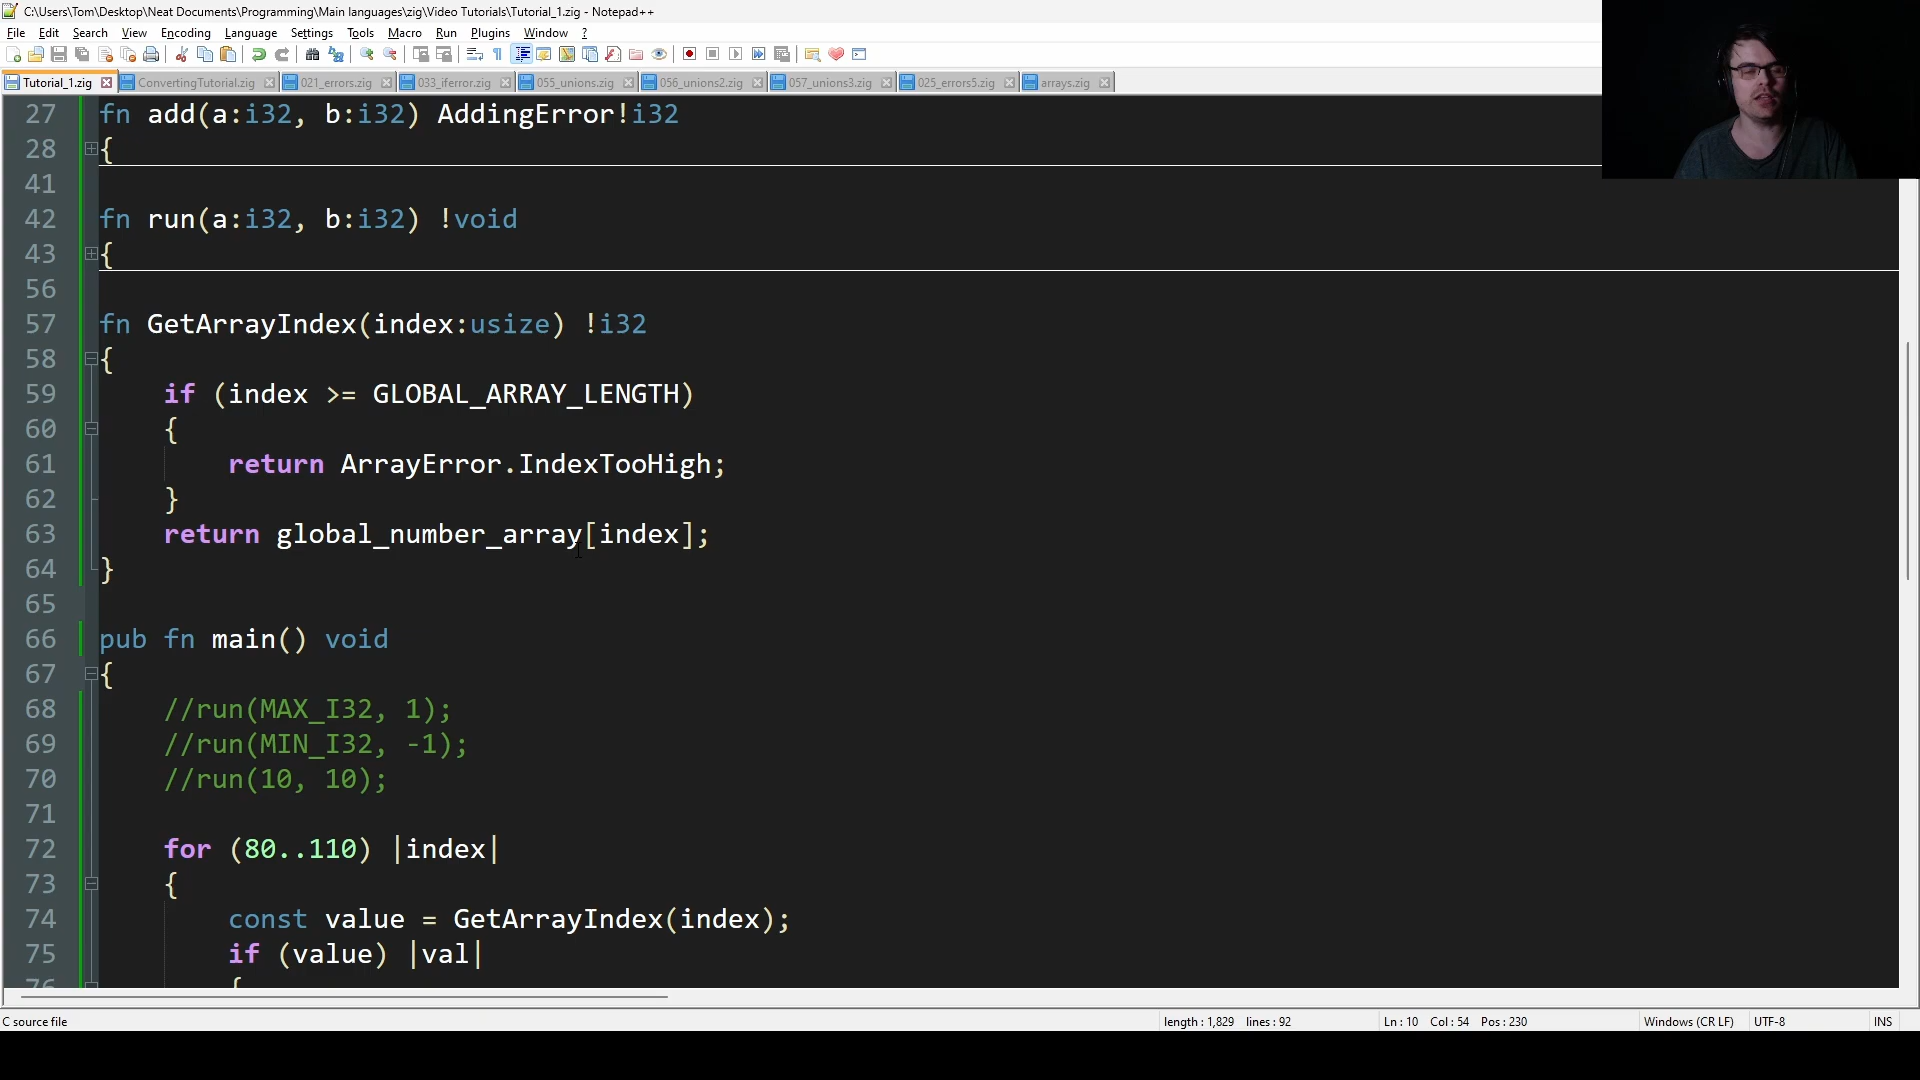 C:\Users\Tom\Desktop\Neat Documents\Programming\Main languages\zig\Video Tutorials\Tutorial_1.zig - Notepad++
File Edit Search View Encoding Language Settings Tools Macro Run Plugins Window ?
Tutorial_1.zig ConvertingTutorial.zig 021_errors.zig 033_iferror.zig 055_unions.zig 056_unions2.zig 057_unions3.zig 025_errors5.zig arrays.zig
27 fn add(a:i32, b:i32) AddingError!i32
28 {
41
42 fn run(a:i32, b:i32) !void
43 {
56
57 fn GetArrayIndex(index:usize) !i32
58 {
59 if (index >= GLOBAL_ARRAY_LENGTH)
60 {
61 return ArrayError.IndexTooHigh;
62 }
63 return global_number_array[index];
64 }
65
66 pub fn main() void
67 {
68 //run(MAX_I32, 1);
69 //run(MIN_I32, -1);
70 //run(10, 10);
71
72 for (80..110) |index|
73 {
74 const value = GetArrayIndex(index);
75 if (value) |val|
76 {
C source file length : 1,829 lines : 92 Ln : 10 Col : 54 Pos : 230 Windows (CR LF) UTF-8 INS